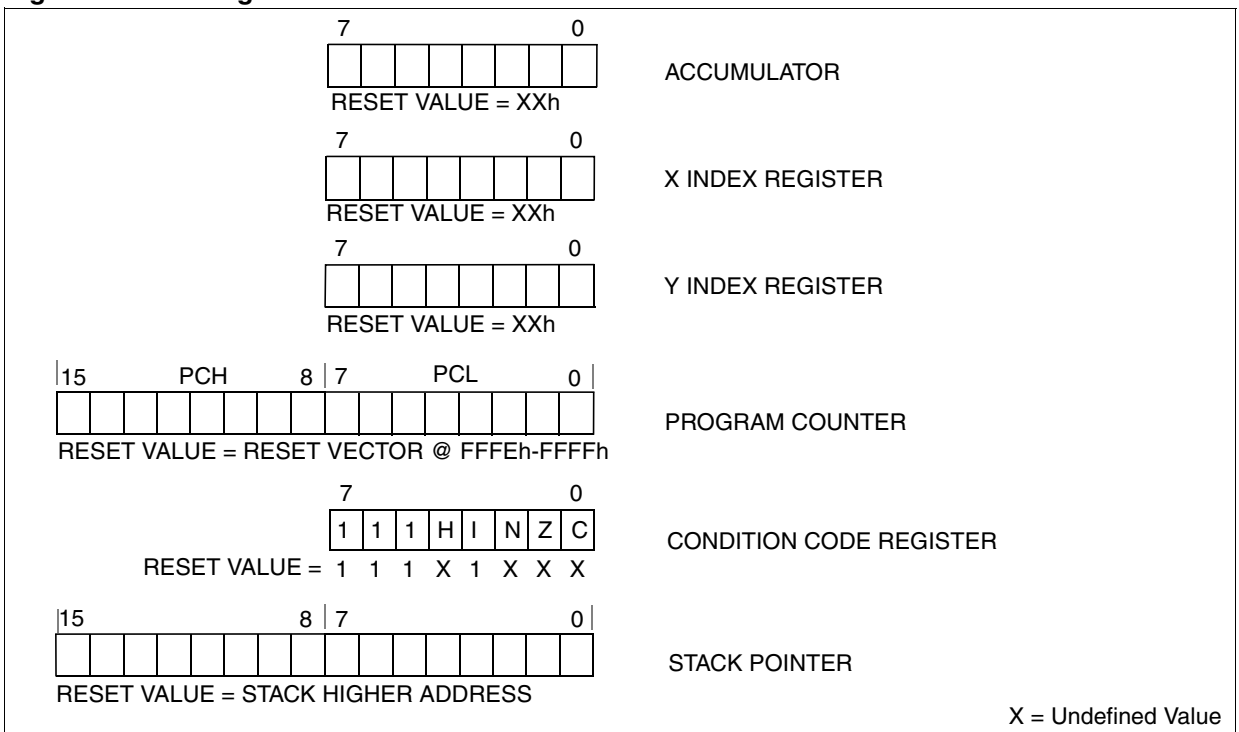 7 0
ACCUMULATOR
RESET VALUE = XXh
7 0
X INDEX REGISTER
RESET VALUE = XXh
7 0
Y INDEX REGISTER
RESET VALUE = XXh
15 PCH 8 7 PCL 0
PROGRAM COUNTER
RESET VALUE = RESET VECTOR @ FFFEh-FFFFh
7 0
1 1 1 H I N Z C
CONDITION CODE REGISTER
RESET VALUE = 1 1 1 X 1 X X X
15 8 7 0
STACK POINTER
RESET VALUE = STACK HIGHER ADDRESS
X = Undefined Value